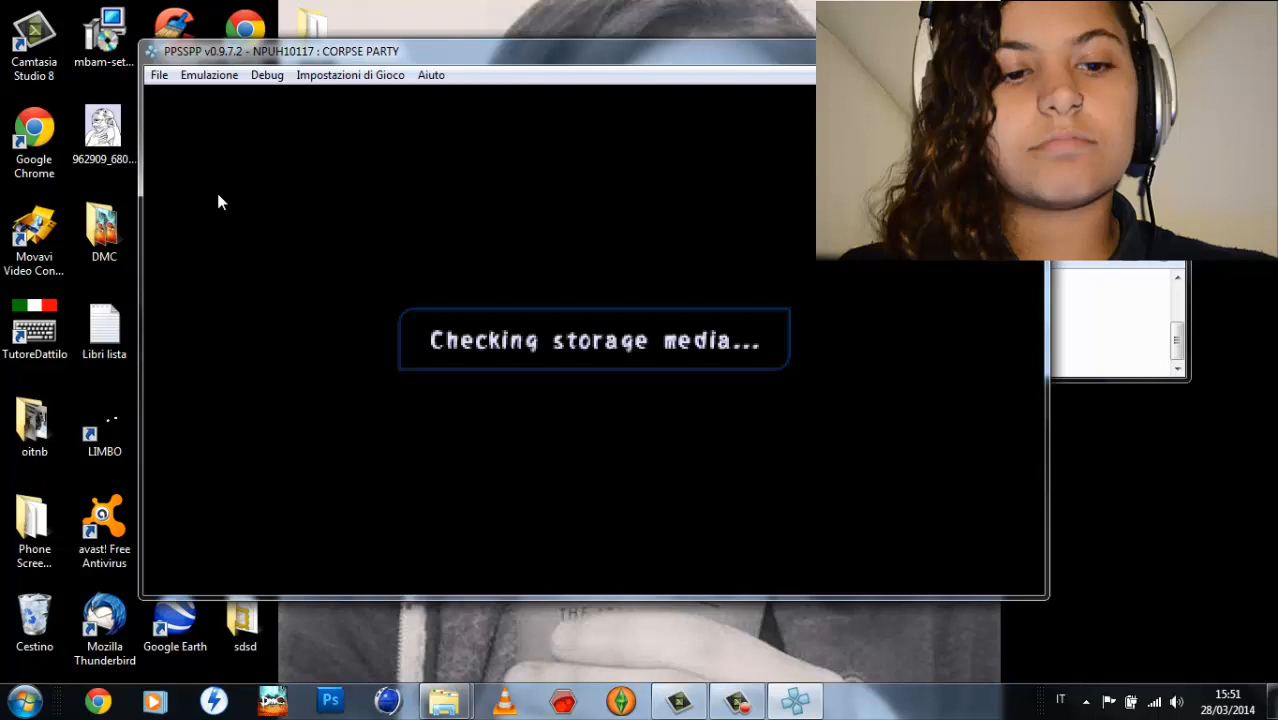 PPSSPP v0.9.7.2 - NPUH10117 : CORPSE PARTY
File Emulazione Debug Impostazioni di Gioco Aiuto
Checking storage media...
Camtasia
Studio 8
mbam-set...
Google
Chrome
962909_680...
Movavi
Video Con...
DMC
TutoreDattilo
Libri lista
oitnb
LIMBO
Phone
Scree...
avast! Free
Antivirus
Cestino
Mozilla
Thunderbird
Google Earth
sdsd
THE
Ps
IT
15:51
28/03/2014